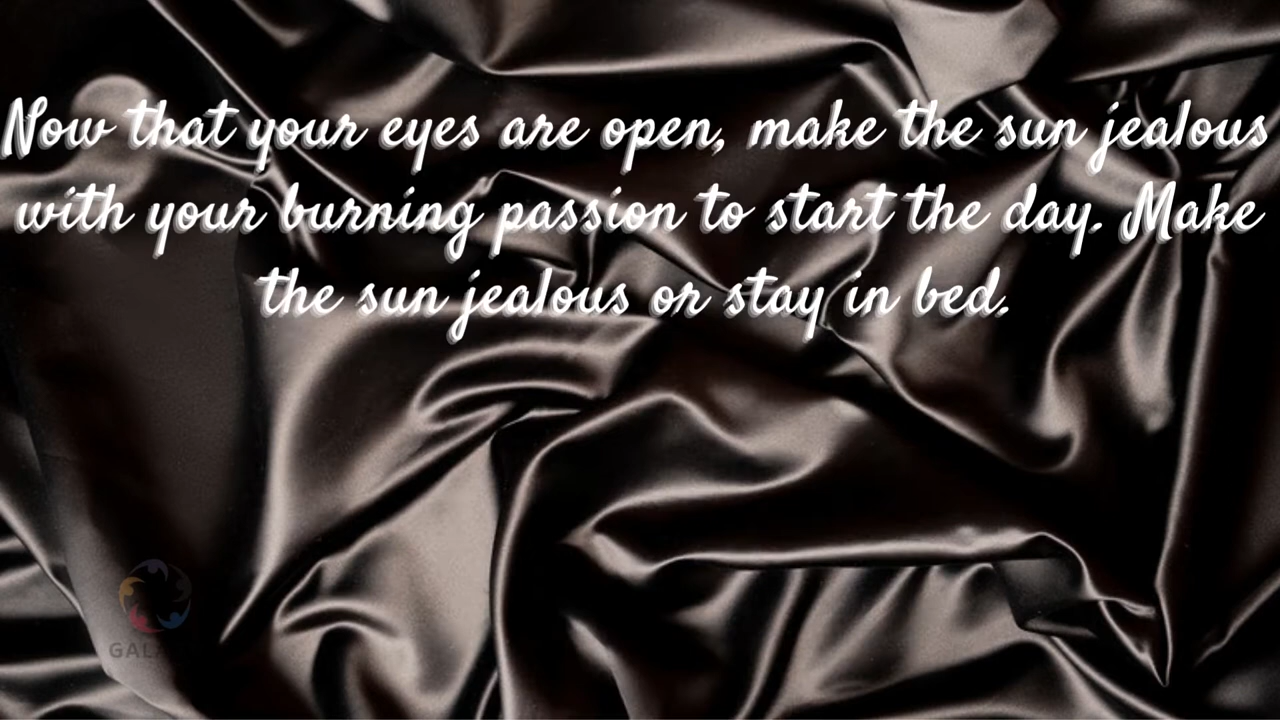 Now that your eyes are open, make the sun jealous
with your burning passion to start the day. Make
the sun jealous or stay in bed.